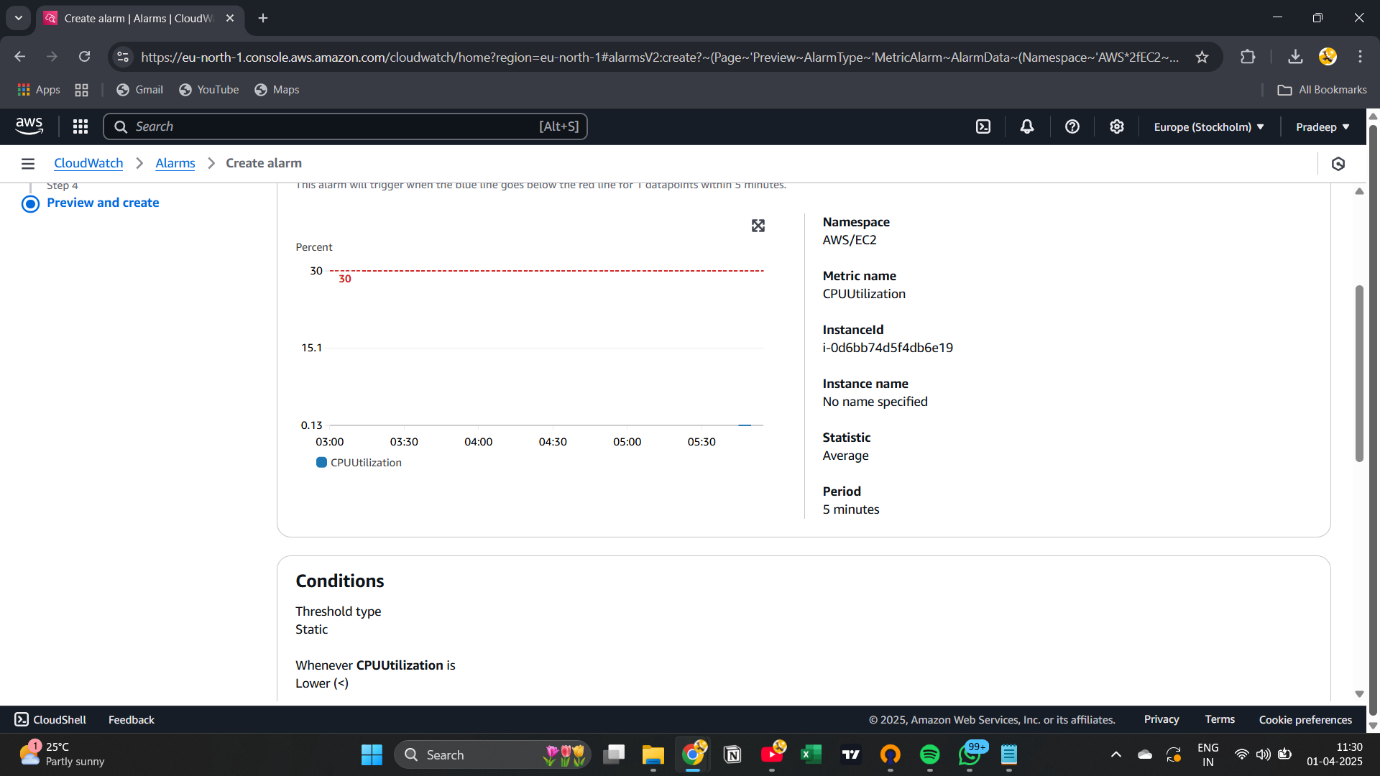 Create alarm | Alarms | CloudW
https://eu-north-1.console.aws.amazon.com/cloudwatch/home?region=eu-north-1#alarmsV2:create?~(Page~'Preview~AlarmType~'MetricAlarm~AlarmData~(Namespace~'AWS*2fEC2~...
Apps
Gmail
YouTube
Maps
All Bookmarks
aws
Search
[Alt+S]
Europe (Stockholm)
Pradeep
CloudWatch
Alarms
Create alarm
Step 4
Preview and create
This alarm will trigger when the blue line goes below the red line for 1 datapoints within 5 minutes.
Percent
30
30
15.1
0.13
03:00 03:30 04:00 04:30 05:00 05:30
CPUUtilization
Namespace
AWS/EC2
Metric name
CPUUtilization
InstanceId
i-0d6bb74d5f4db6e19
Instance name
No name specified
Statistic
Average
Period
5 minutes
Conditions
Threshold type
Static
Whenever CPUUtilization is
Lower (<)
CloudShell
Feedback
© 2025, Amazon Web Services, Inc. or its affiliates.
Privacy
Terms
Cookie preferences
1
25°C
Partly sunny
Search
99+
ENG
IN
11:30
01-04-2025